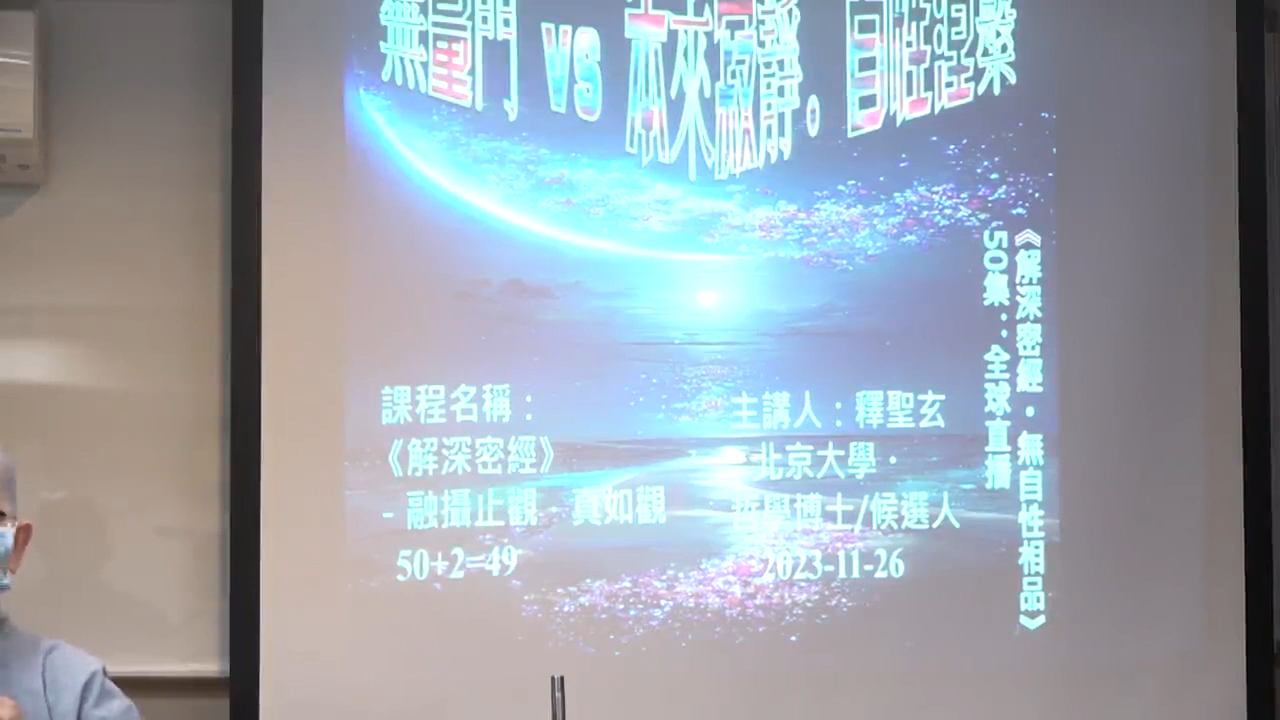 無量門 vs 本來寂靜．自性涅槃
《解深密經．無自性相品》
50集：全球直播
課程名稱：
《解深密經》
- 融攝止觀 真如觀
50+2=49
主講人：釋聖玄
北京大學．
哲學博士/候選人
2023-11-26